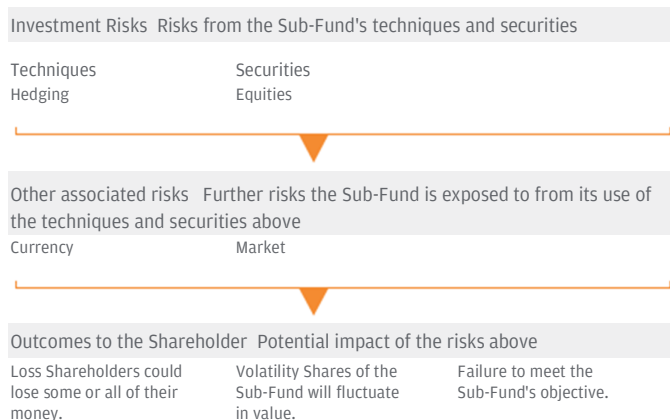 Investment Risks Risks from the Sub-Fund's techniques and securities
Techniques
Hedging
Securities
Equities
Other associated risks Further risks the Sub-Fund is exposed to from its use of
the techniques and securities above
Currency
Market
Outcomes to the Shareholder Potential impact of the risks above
Loss Shareholders could
lose some or all of their
money.
Volatility Shares of the
Sub-Fund will fluctuate
in value.
Failure to meet the
Sub-Fund's objective.